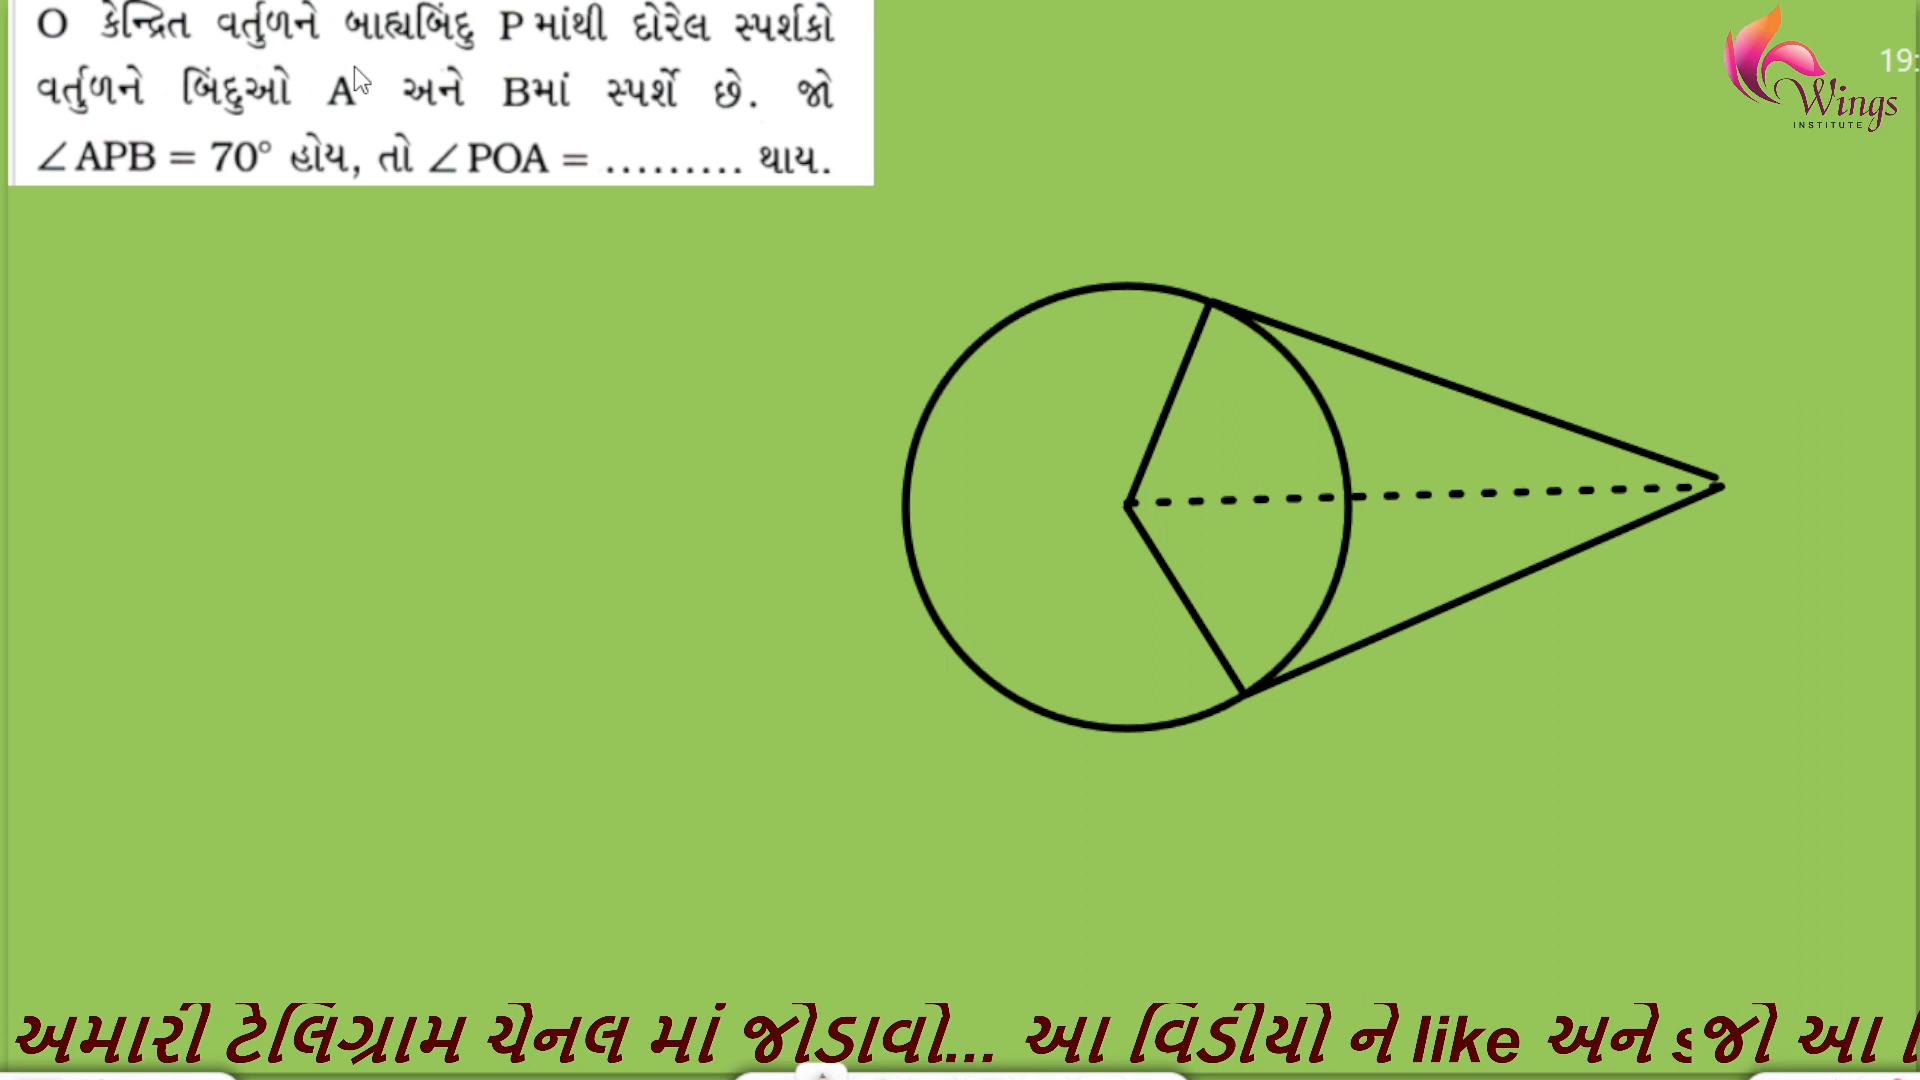 O કેન્દ્રિત વર્તુળને બાહ્યબિંદુ P માંથી દોરેલ સ્પર્શકો
વર્તુળને બિંદુઓ A અને Bમાં સ્પર્શે છે. જો
∠APB = 70° હોય, તો ∠POA = ......... થાય.
Wings
INSTITUTE
19:
અમારી ટેલિગ્રામ ચેનલ માં જોડાવો... આ વિડીયો ને like અને sજો આ